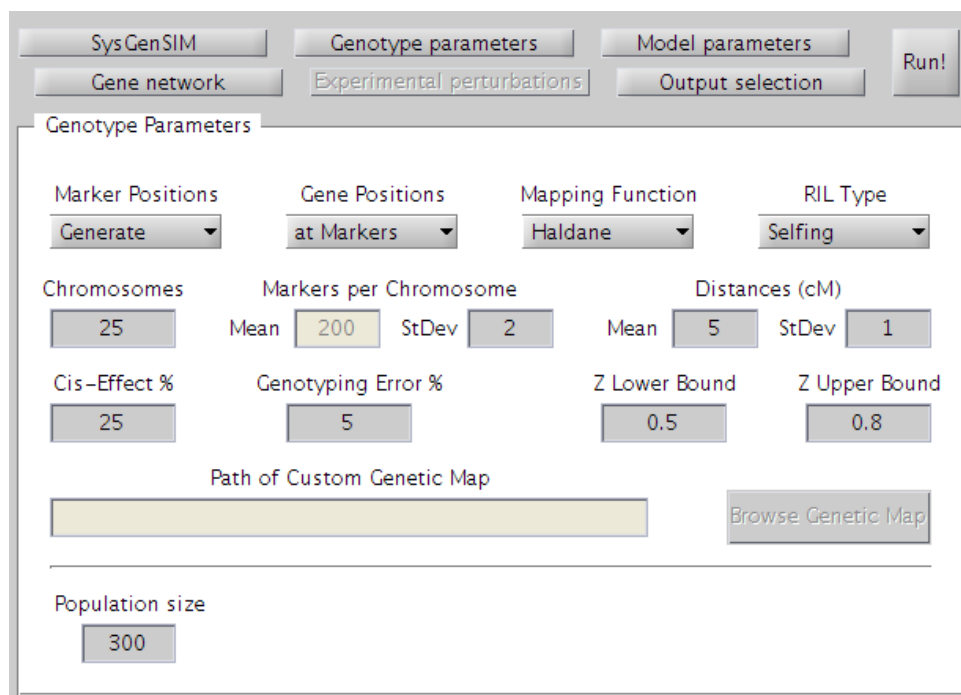 SysGenSIM Genotype parameters Model parameters Run!
Gene network Experimental perturbations Output selection
Genotype Parameters
Marker Positions Gene Positions Mapping Function RIL Type
Generate at Markers Haldane Selfing
Chromosomes Markers per Chromosome Distances (cM)
25 Mean 200 StDev 2 Mean 5 StDev 1
Cis-Effect % Genotyping Error % Z Lower Bound Z Upper Bound
25 5 0.5 0.8
Path of Custom Genetic Map
Browse Genetic Map
Population size
300